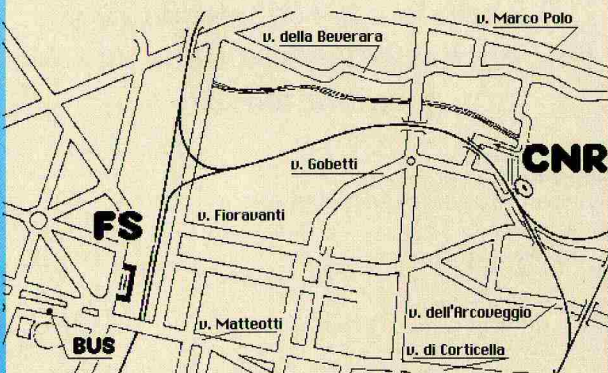 v. Marco Polo
v. della Beverara
CNR
v. Gobetti
v. Fioravanti
FS
v. dell'Arcoveggio
v. Matteotti
BUS
v. di Corticella